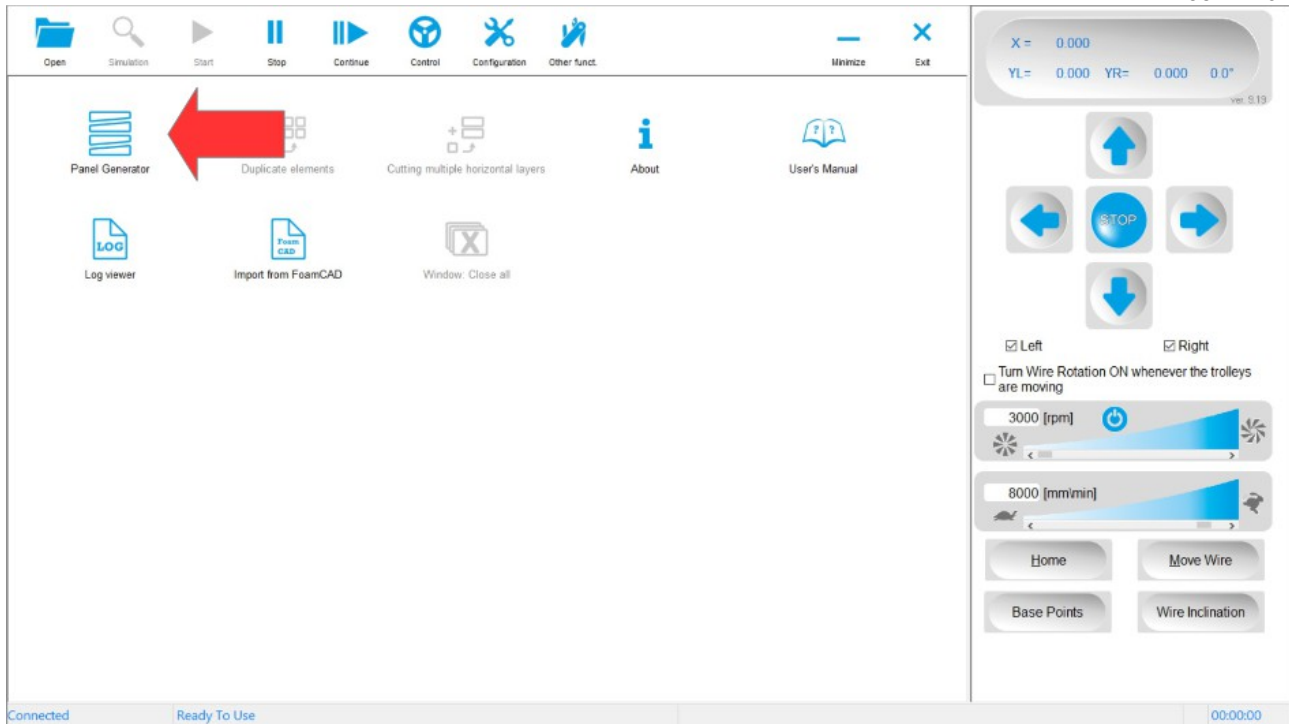 Open Simulation Start Stop Continue Control Configuration Other funct. Minimize Exit
X = 0.000
YL= 0.000 YR= 0.000 0.0°
ver. 9.19
Panel Generator Duplicate elements Cutting multiple horizontal layers About User's Manual
LOG Foam
CAD
Log viewer Import from FoamCAD Window: Close all
STOP
Left Right
Turn Wire Rotation ON whenever the trolleys
are moving
3000 [rpm]
8000 [mm\min]
Home Move Wire
Base Points Wire Inclination
Connected Ready To Use 00:00:00